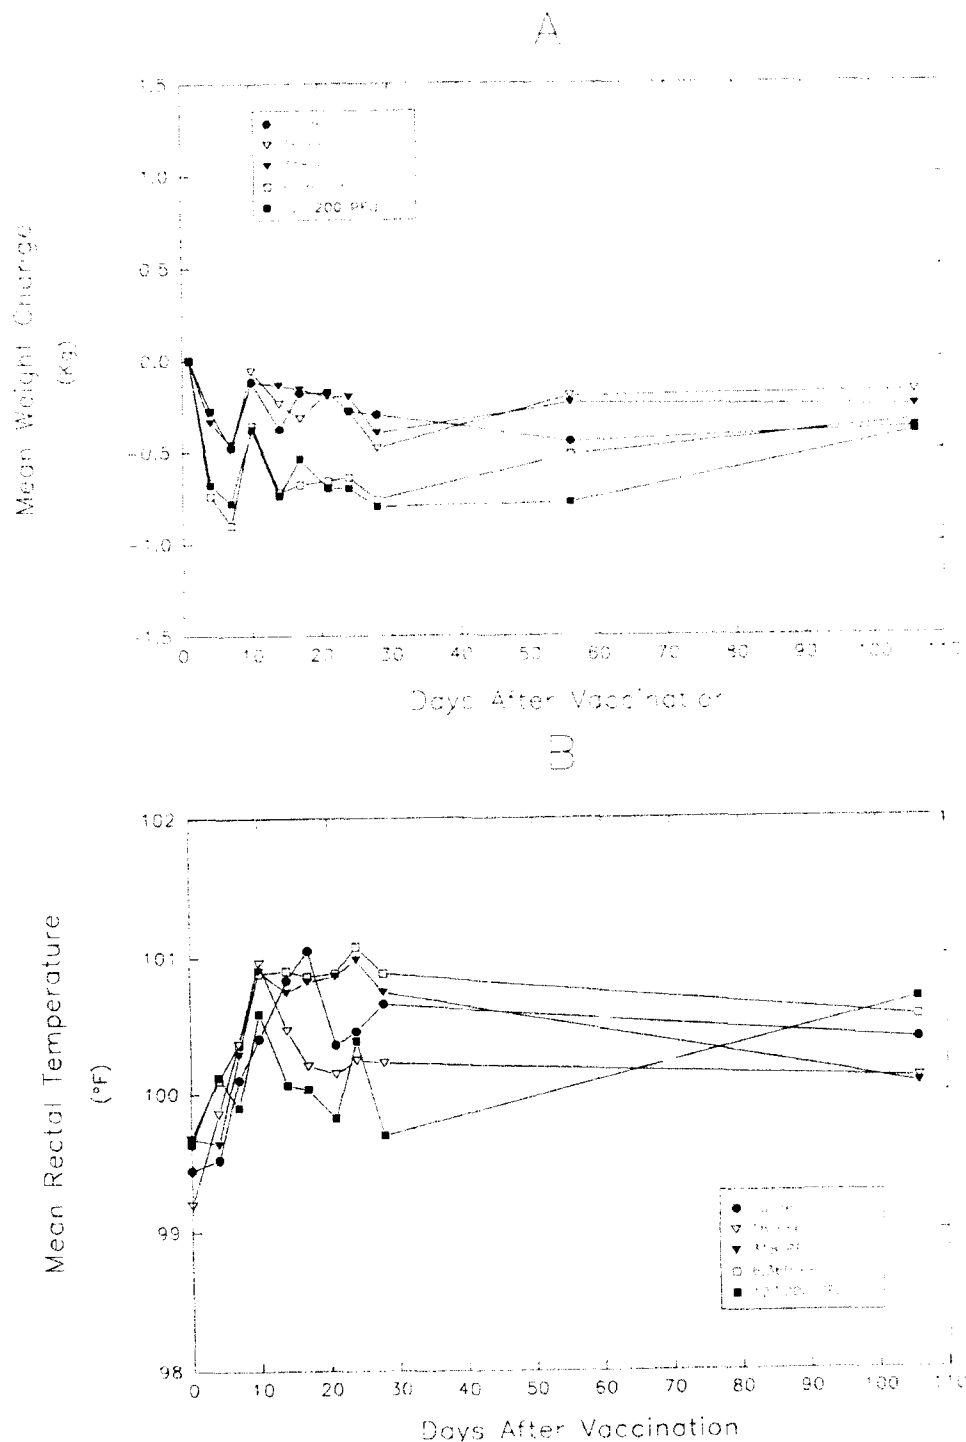 A
1.5
1.0
0.5
0.0
-0.5
-1.0
-1.5
Mean Weight Change
(Kg)
200 PFU
0 10 20 30 40 50 60 70 80 90 100 110
Days After Vaccination
B
102
101
100
99
98
Mean Rectal Temperature
(°F)
0 10 20 30 40 50 60 70 80 90 100 110
Days After Vaccination